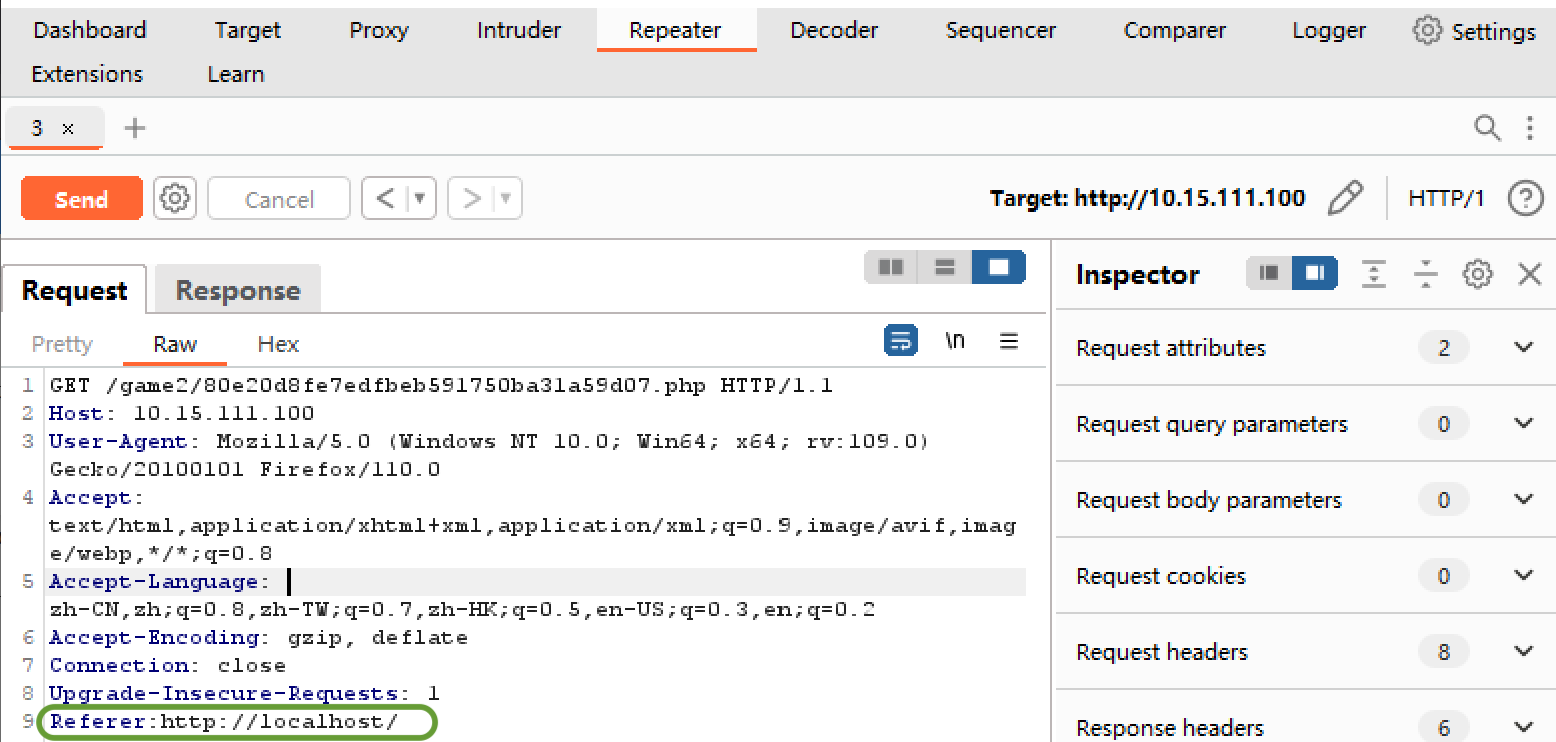 Dashboard Target Proxy Intruder Repeater Decoder Sequencer Comparer Logger Settings
Extensions Learn
3 × +
Send Cancel < > Target: http://10.15.111.100 HTTP/1 ?
Request Response
Inspector
Pretty Raw Hex \n
1 GET /game2/80e20d8fe7edfbeb591750ba31a59d07.php HTTP/1.1
2 Host: 10.15.111.100
3 User-Agent: Mozilla/5.0 (Windows NT 10.0; Win64; x64; rv:109.0)
Gecko/20100101 Firefox/110.0
4 Accept:
text/html,application/xhtml+xml,application/xml;q=0.9,image/avif,imag
e/webp,*/*;q=0.8
5 Accept-Language:
zh-CN,zh;q=0.8,zh-TW;q=0.7,zh-HK;q=0.5,en-US;q=0.3,en;q=0.2
6 Accept-Encoding: gzip, deflate
7 Connection: close
8 Upgrade-Insecure-Requests: 1
9 Referer:http://localhost/
Request attributes 2
Request query parameters 0
Request body parameters 0
Request cookies 0
Request headers 8
Response headers 6